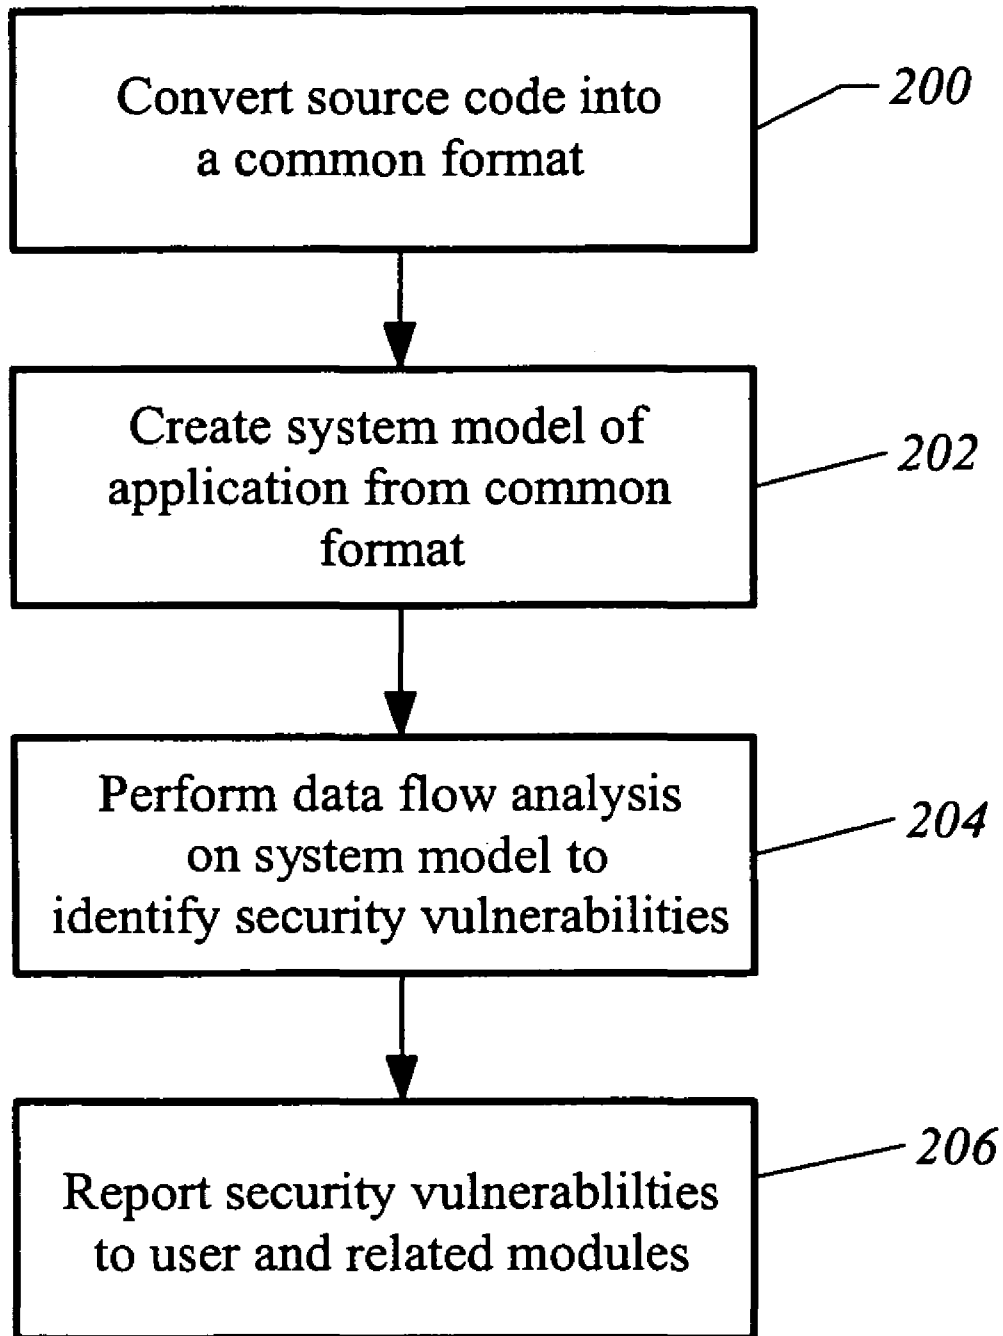 Convert source code into
a common format
200
Create system model of
application from common
format
202
Perform data flow analysis
on system model to
identify security vulnerabilities
204
Report security vulnerablilties
to user and related modules
206